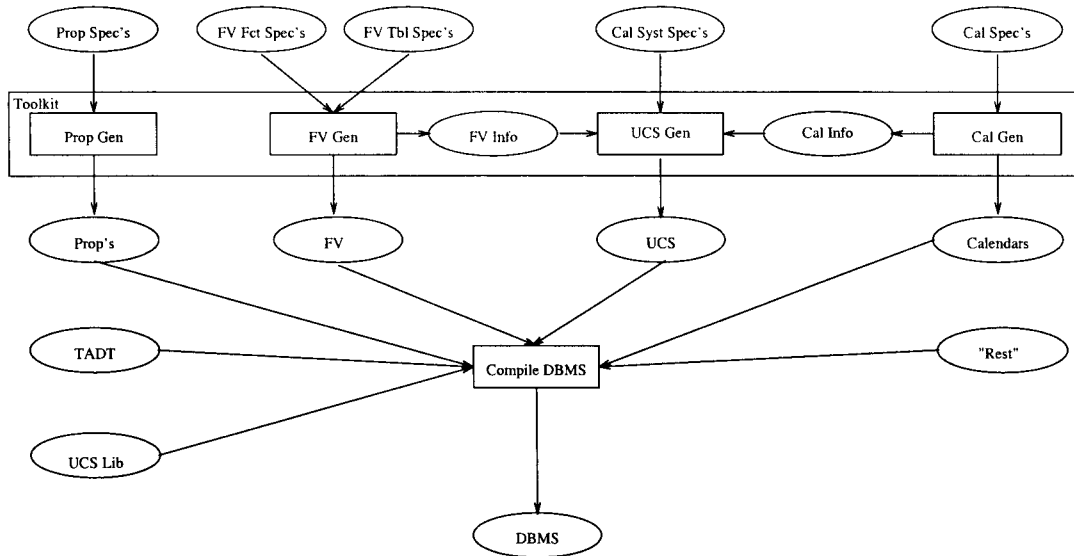 Prop Spec's
FV Fct Spec's
FV Tbl Spec's
Cal Syst Spec's
Cal Spec's
Toolkit
Prop Gen
FV Gen
FV Info
UCS Gen
Cal Info
Cal Gen
Prop's
FV
UCS
Calendars
TADT
Compile DBMS
"Rest"
UCS Lib
DBMS